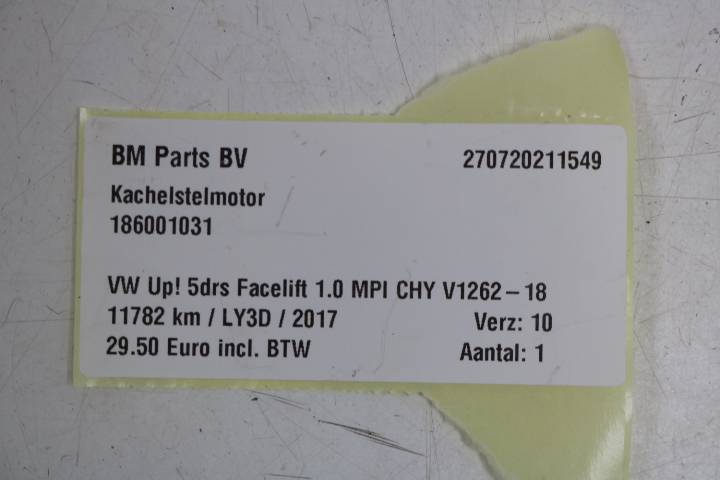 BM Parts BV 270720211549
Kachelstelmotor
186001031
VW Up! 5drs Facelift 1.0 MPI CHY V1262-18
11782 km / LY3D / 2017 Verz: 10
29.50 Euro incl. BTW Aantal: 1